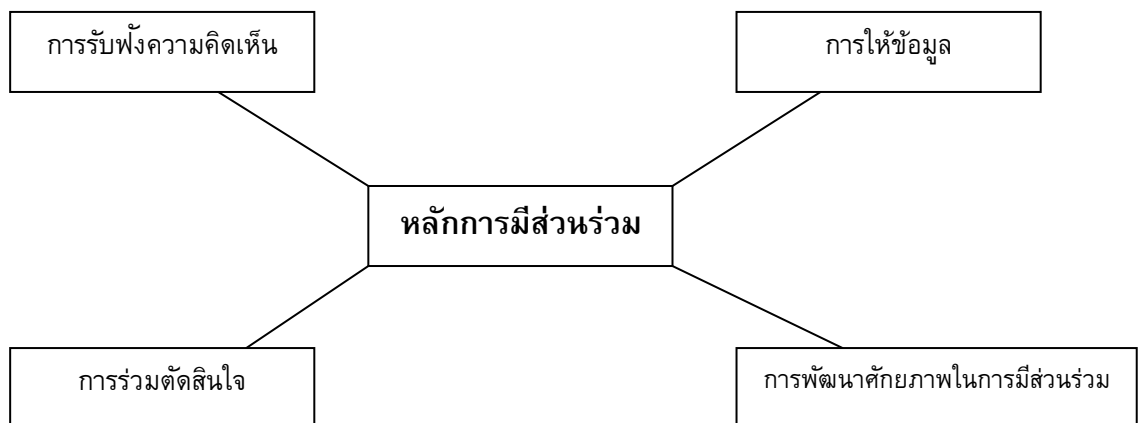 การรับฟังความคิดเห็น
การให้ข้อมูล
หลักการมีส่วนร่วม
การร่วมตัดสินใจ
การพัฒนาศักยภาพในการมีส่วนร่วม